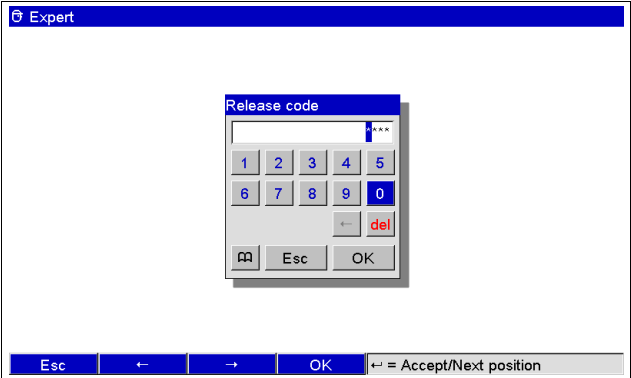 Expert
Release code
****
1 2 3 4 5
6 7 8 9 0
← del
Esc OK
Esc ← → OK ↵ = Accept/Next position